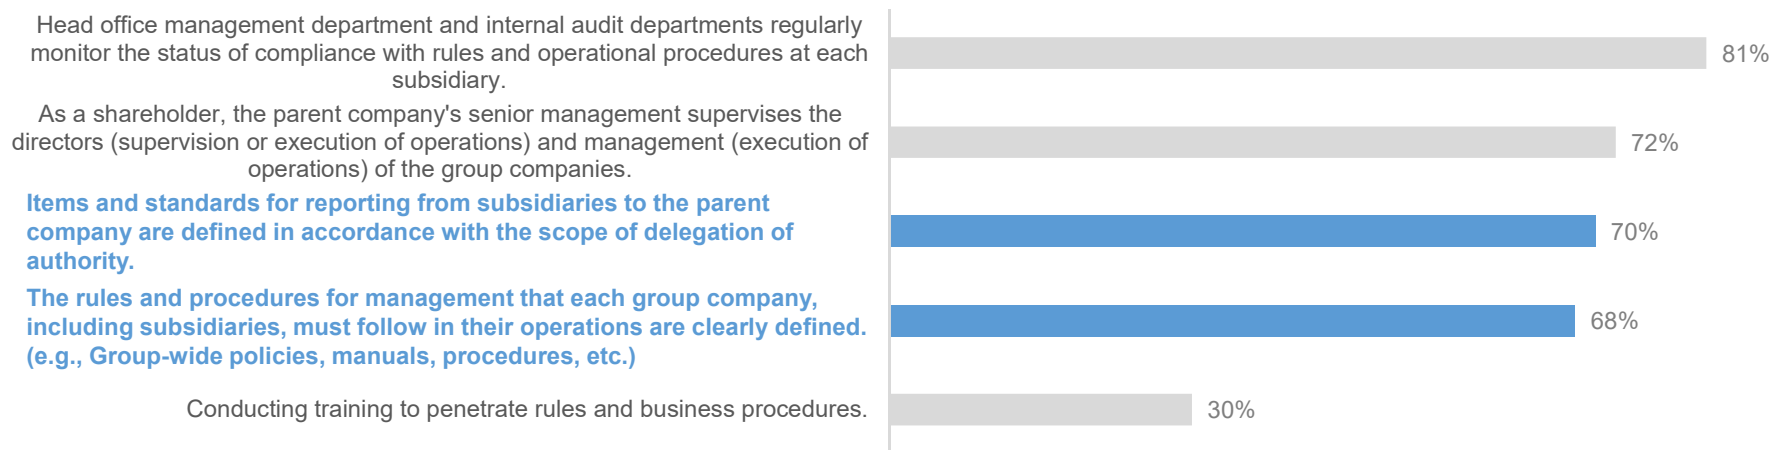 Head office management department and internal audit departments regularly
monitor the status of compliance with rules and operational procedures at each
subsidiary.
81%
As a shareholder, the parent company's senior management supervises the
directors (supervision or execution of operations) and management (execution of
operations) of the group companies.
72%
Items and standards for reporting from subsidiaries to the parent
company are defined in accordance with the scope of delegation of
authority.
70%
The rules and procedures for management that each group company,
including subsidiaries, must follow in their operations are clearly defined.
(e.g., Group-wide policies, manuals, procedures, etc.)
68%
Conducting training to penetrate rules and business procedures.
30%